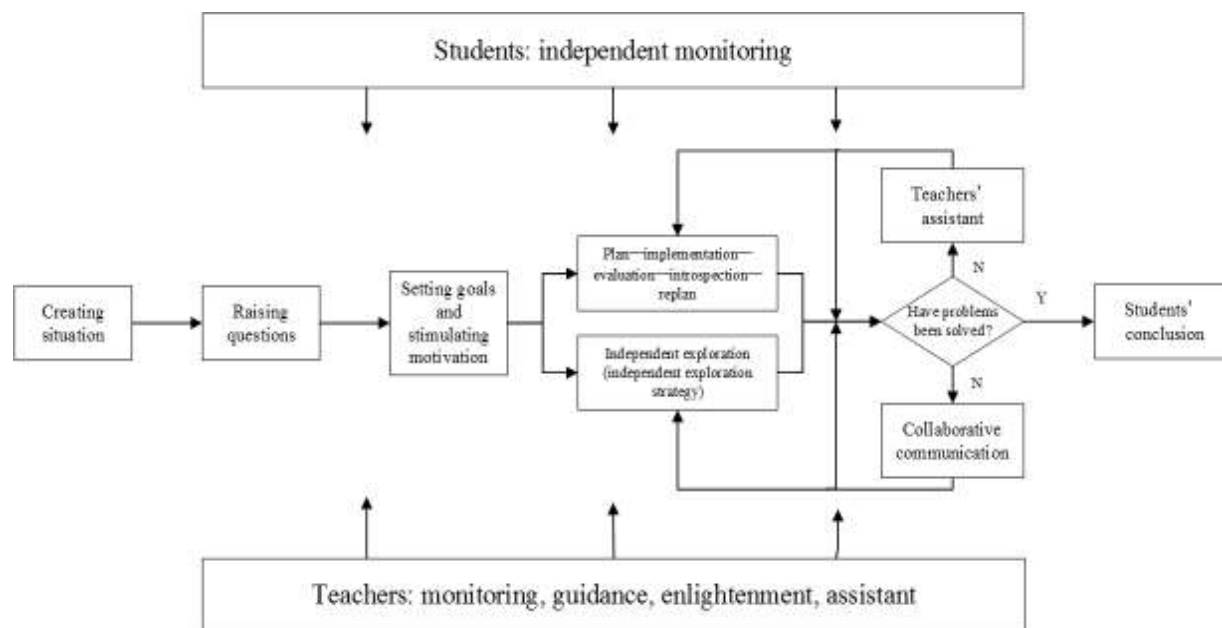 Students: independent monitoring
Creating
situation
Raising
questions
Setting goals
and
stimulating
motivation
Plan—implementation—
evaluation—introspection—
replan
Independent exploration
(independent exploration
strategy)
Teachers'
assistant
N
Have problems
been solved?
Y
N
Collaborative
communication
Students'
conclusion
Teachers: monitoring, guidance, enlightenment, assistant